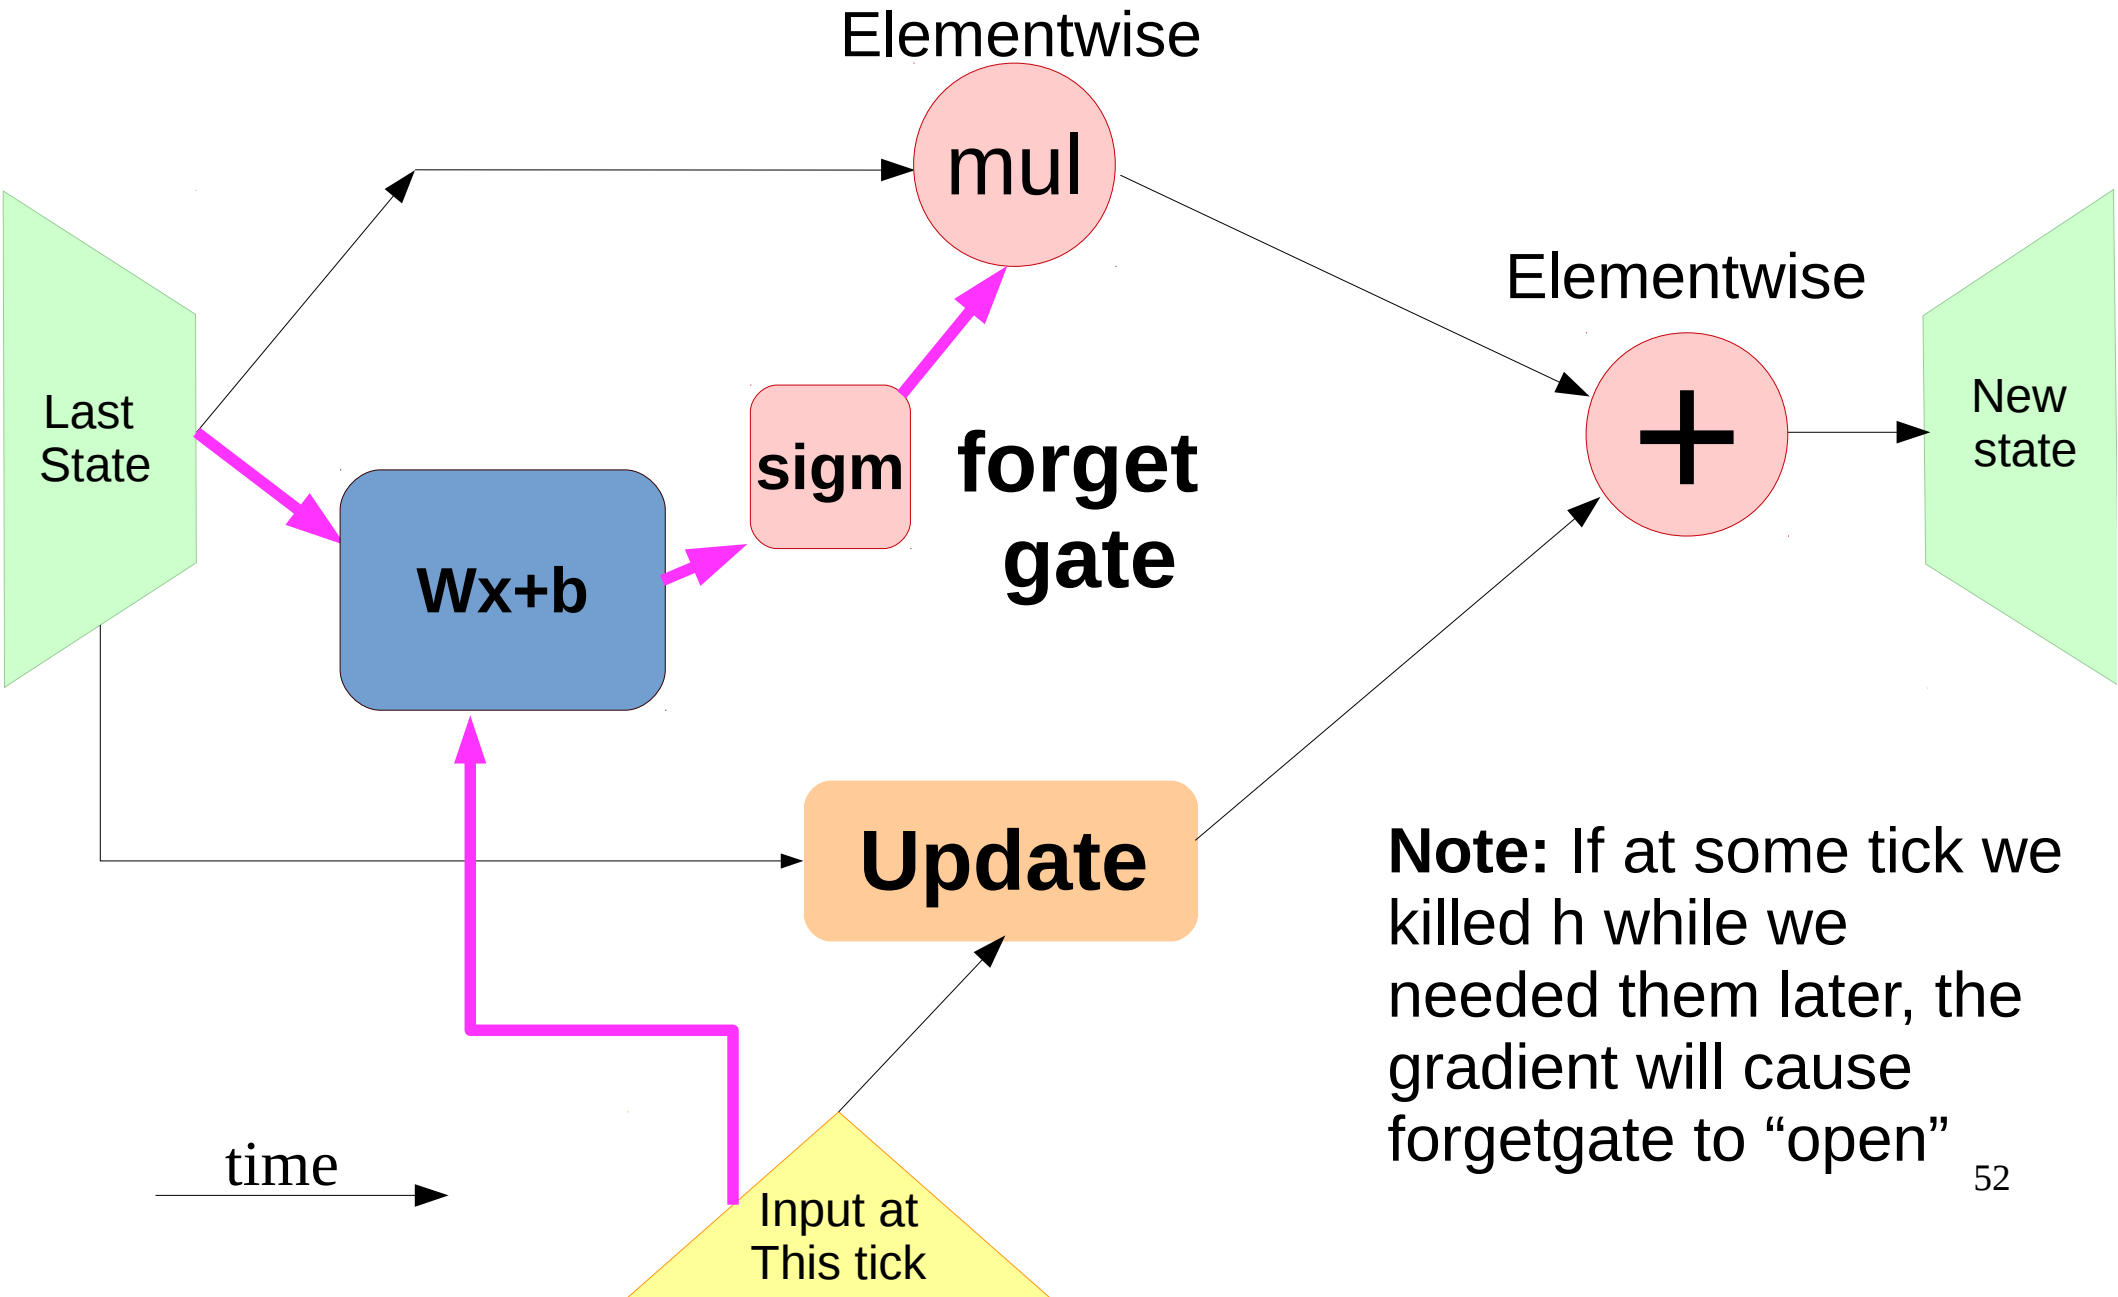 Elementwise
mul
Elementwise
+
Last
State
New
state
sigm
forget
gate
Wx+b
Update
Note: If at some tick we
killed h while we
needed them later, the
gradient will cause
forgetgate to “open”
time
Input at
This tick
52